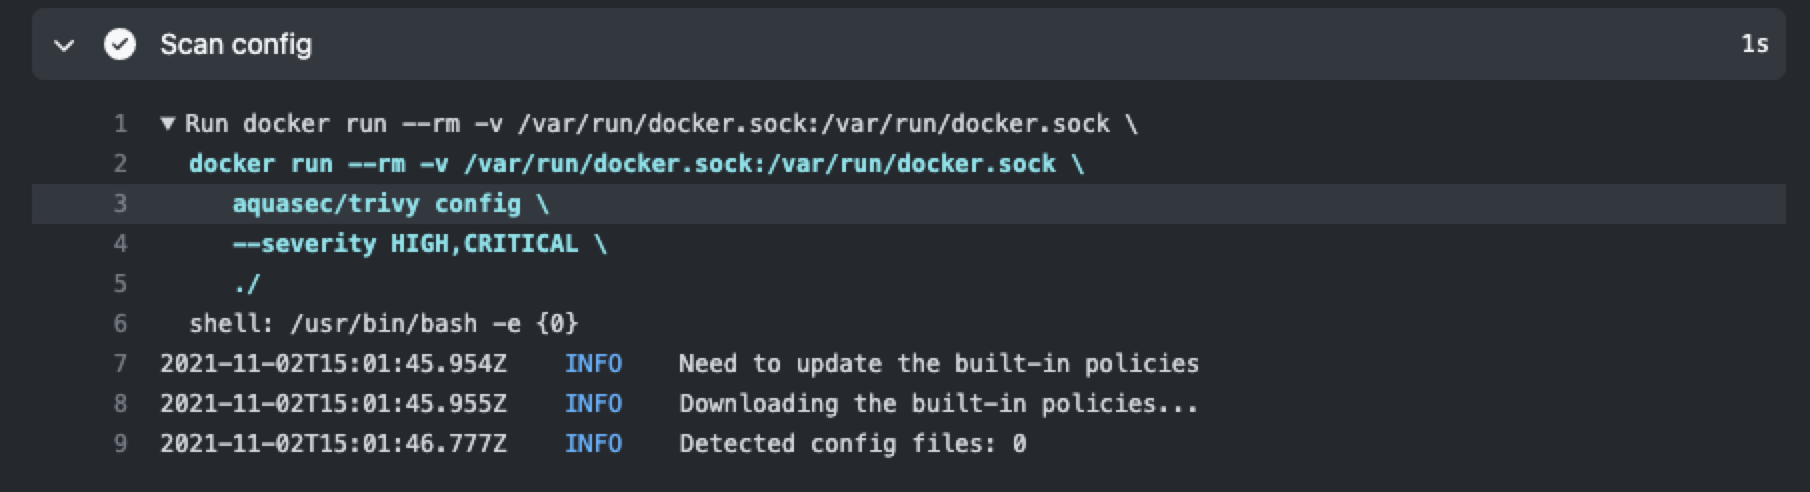 Scan config 1s
1 ▼ Run docker run --rm -v /var/run/docker.sock:/var/run/docker.sock \
2 docker run --rm -v /var/run/docker.sock:/var/run/docker.sock \
3 aquasec/trivy config \
4 --severity HIGH,CRITICAL \
5 ./
6 shell: /usr/bin/bash -e {0}
7 2021-11-02T15:01:45.954Z INFO Need to update the built-in policies
8 2021-11-02T15:01:45.955Z INFO Downloading the built-in policies...
9 2021-11-02T15:01:46.777Z INFO Detected config files: 0